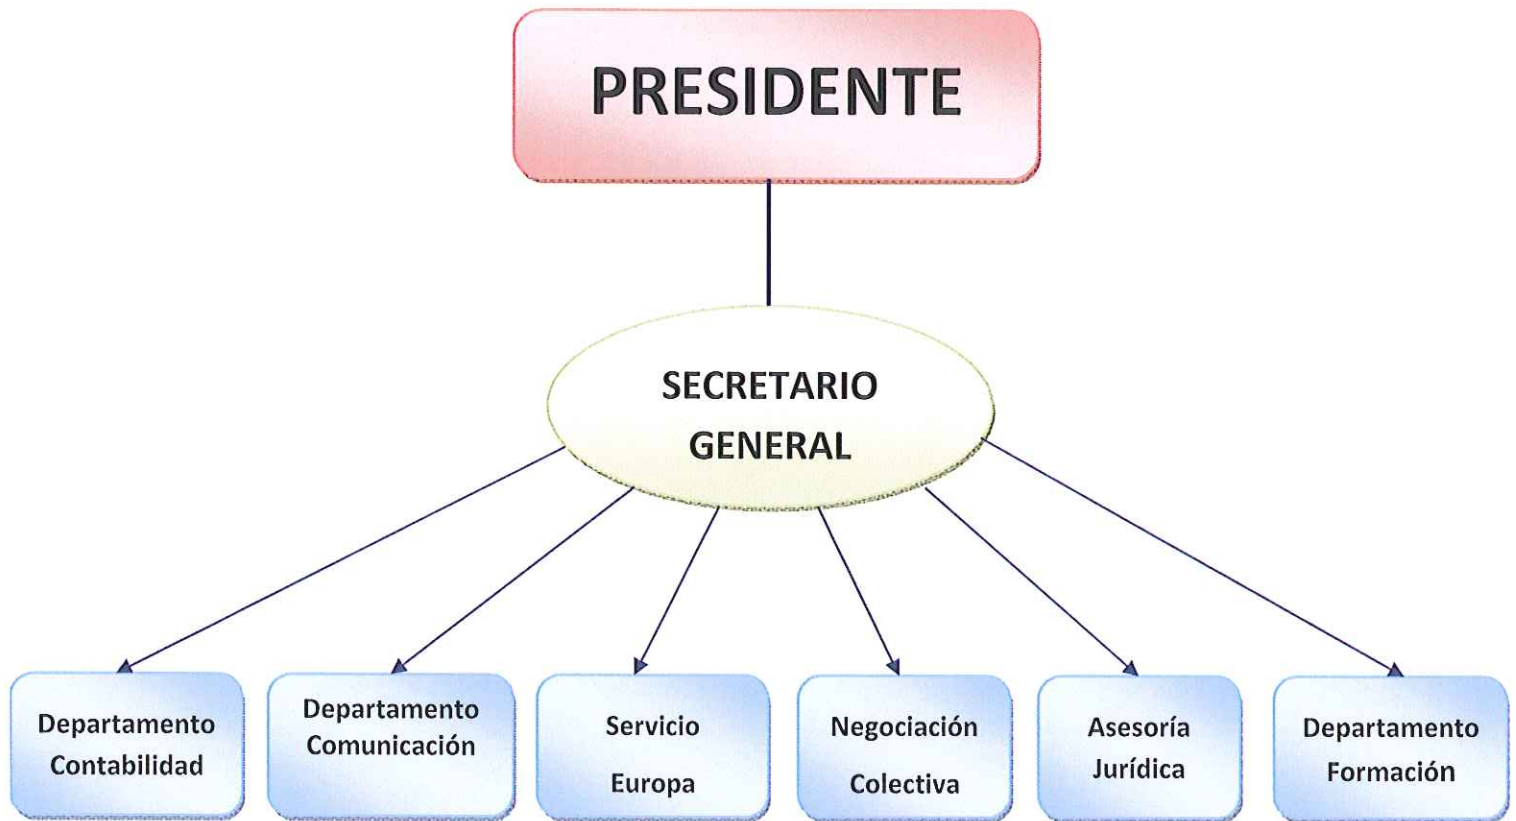 PRESIDENTE
SECRETARIO
GENERAL
Departamento
Contabilidad
Departamento
Comunicación
Servicio
Europa
Negociación
Colectiva
Asesoría
Jurídica
Departamento
Formación